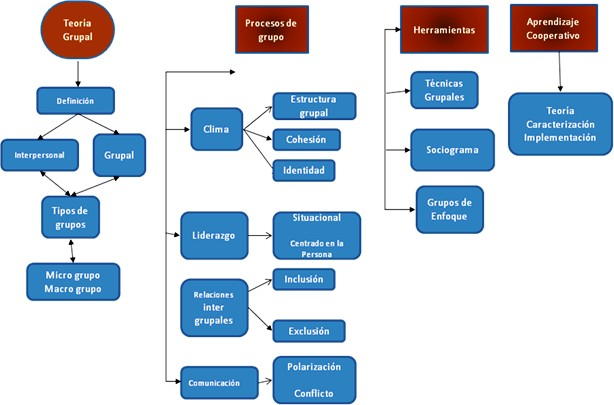 Teoria
Grupal
Definición
Interpersonal
Grupal
Tipos de
grupos
Micro grupo
Macro grupo
Procesos de
grupo
Clima
Estructura
grupal
Cohesión
Identidad
Liderazgo
Situacional
Centrado en la
Persona
Relaciones
inter
grupales
Inclusión
Exclusión
Comunicación
Polarización
Conflicto
Herramientas
Técnicas
Grupales
Sociograma
Grupos de
Enfoque
Aprendizaje
Cooperativo
Teoría
Caracterización
Implementación